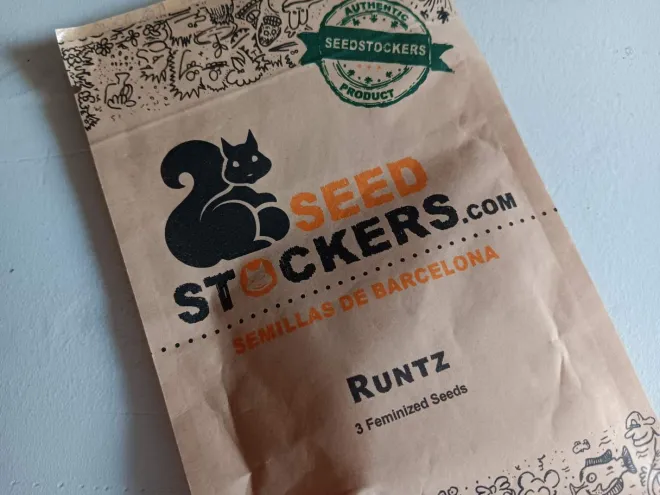 AUTHENTIC
SEEDSTOCKERS
PRODUCT
SEED
STOCKERS.COM
SEMILLAS DE BARCELONA
RUNTZ
3 Feminized Seeds